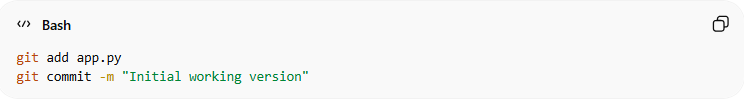 </> Bash
git add app.py
git commit -m "Initial working version"